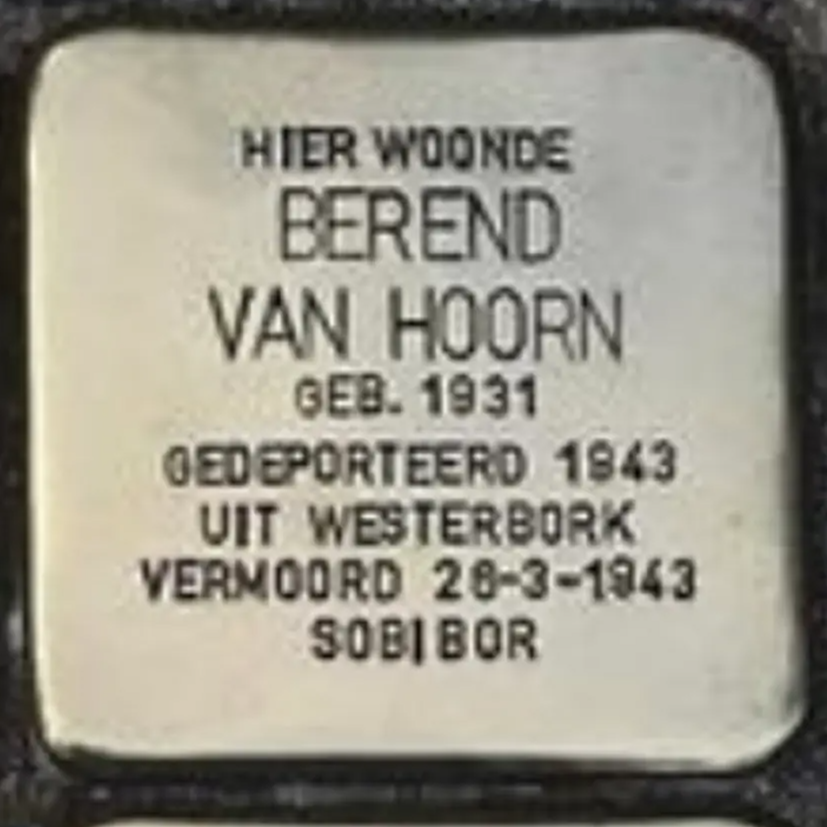 HIER WOONDE
BEREND
VAN HOORN
GEB. 1931
GEDEPORTEERD 1943
UIT WESTERBORK
VERMOORD 26-3-1943
SOBIBOR